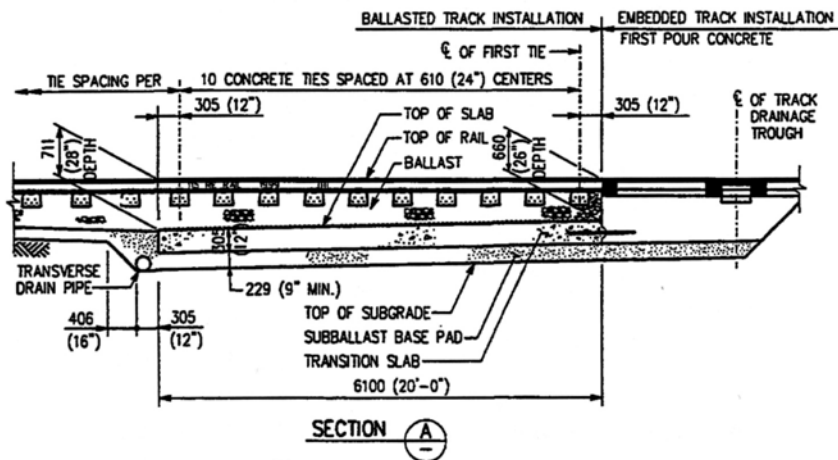 BALLASTED TRACK INSTALLATION
EMBEDDED TRACK INSTALLATION
FIRST POUR CONCRETE
℄ OF FIRST TIE
TIE SPACING PER
10 CONCRETE TIES SPACED AT 610 (24") CENTERS
305 (12")
305 (12")
℄ OF TRACK
DRAINAGE
TROUGH
TOP OF SLAB
TOP OF RAIL
BALLAST
711
(28")
DEPTH
660
(26")
DEPTH
305
(12")
TRANSVERSE
DRAIN PIPE
229 (9" MIN.)
406
(16")
305
(12")
TOP OF SUBGRADE
SUBBALLAST BASE PAD
TRANSITION SLAB
6100 (20'-0")
SECTION
A
–